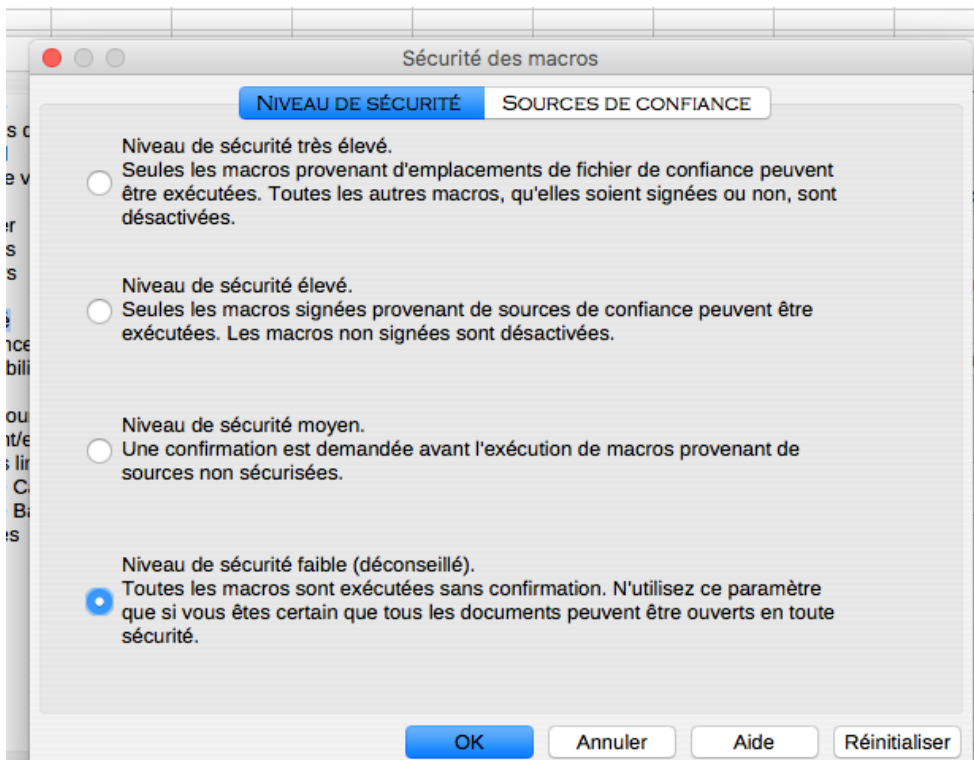 Sécurité des macros
NIVEAU DE SÉCURITÉ SOURCES DE CONFIANCE
Niveau de sécurité très élevé.
Seules les macros provenant d'emplacements de fichier de confiance peuvent
être exécutées. Toutes les autres macros, qu'elles soient signées ou non, sont
désactivées.
Niveau de sécurité élevé.
Seules les macros signées provenant de sources de confiance peuvent être
exécutées. Les macros non signées sont désactivées.
Niveau de sécurité moyen.
Une confirmation est demandée avant l'exécution de macros provenant de
sources non sécurisées.
Niveau de sécurité faible (déconseillé).
Toutes les macros sont exécutées sans confirmation. N'utilisez ce paramètre
que si vous êtes certain que tous les documents peuvent être ouverts en toute
sécurité.
OK Annuler Aide Réinitialiser